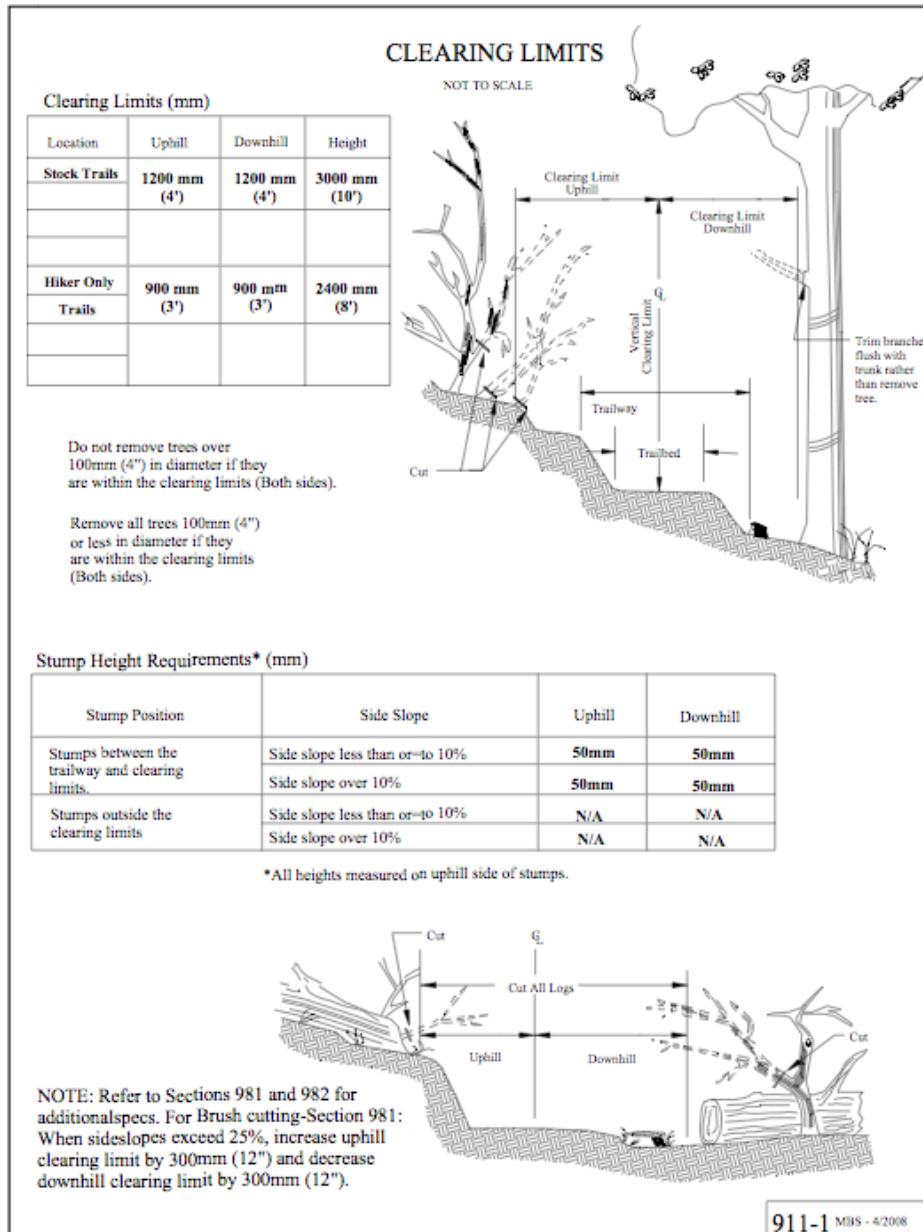 CLEARING LIMITS
NOT TO SCALE
Clearing Limits (mm)
Location Uphill Downhill Height
Stock Trails 1200 mm 1200 mm 3000 mm
(4') (4') (10')
Hiker Only 900 mm 900 mm 2400 mm
Trails (3') (3') (8')
Clearing Limit
Uphill
Clearing Limit
Downhill
Vertical
Clearing Limit
℄
Trim branche
flush with
trunk rather
than remove
tree.
Trailway
Trailbed
Cut
Do not remove trees over
100mm (4") in diameter if they
are within the clearing limits (Both sides).
Remove all trees 100mm (4")
or less in diameter if they
are within the clearing limits
(Both sides).
Stump Height Requirements* (mm)
Stump Position Side Slope Uphill Downhill
Stumps between the
trailway and clearing
limits.
Side slope less than or=to 10% 50mm 50mm
Side slope over 10% 50mm 50mm
Stumps outside the
clearing limits
Side slope less than or=to 10% N/A N/A
Side slope over 10% N/A N/A
*All heights measured on uphill side of stumps.
Cut
℄
Cut All Logs
Uphill Downhill
Cut
NOTE: Refer to Sections 981 and 982 for
additionalspecs. For Brush cutting-Section 981:
When sideslopes exceed 25%, increase uphill
clearing limit by 300mm (12") and decrease
downhill clearing limit by 300mm (12").
911-1 MBS - 4/2008